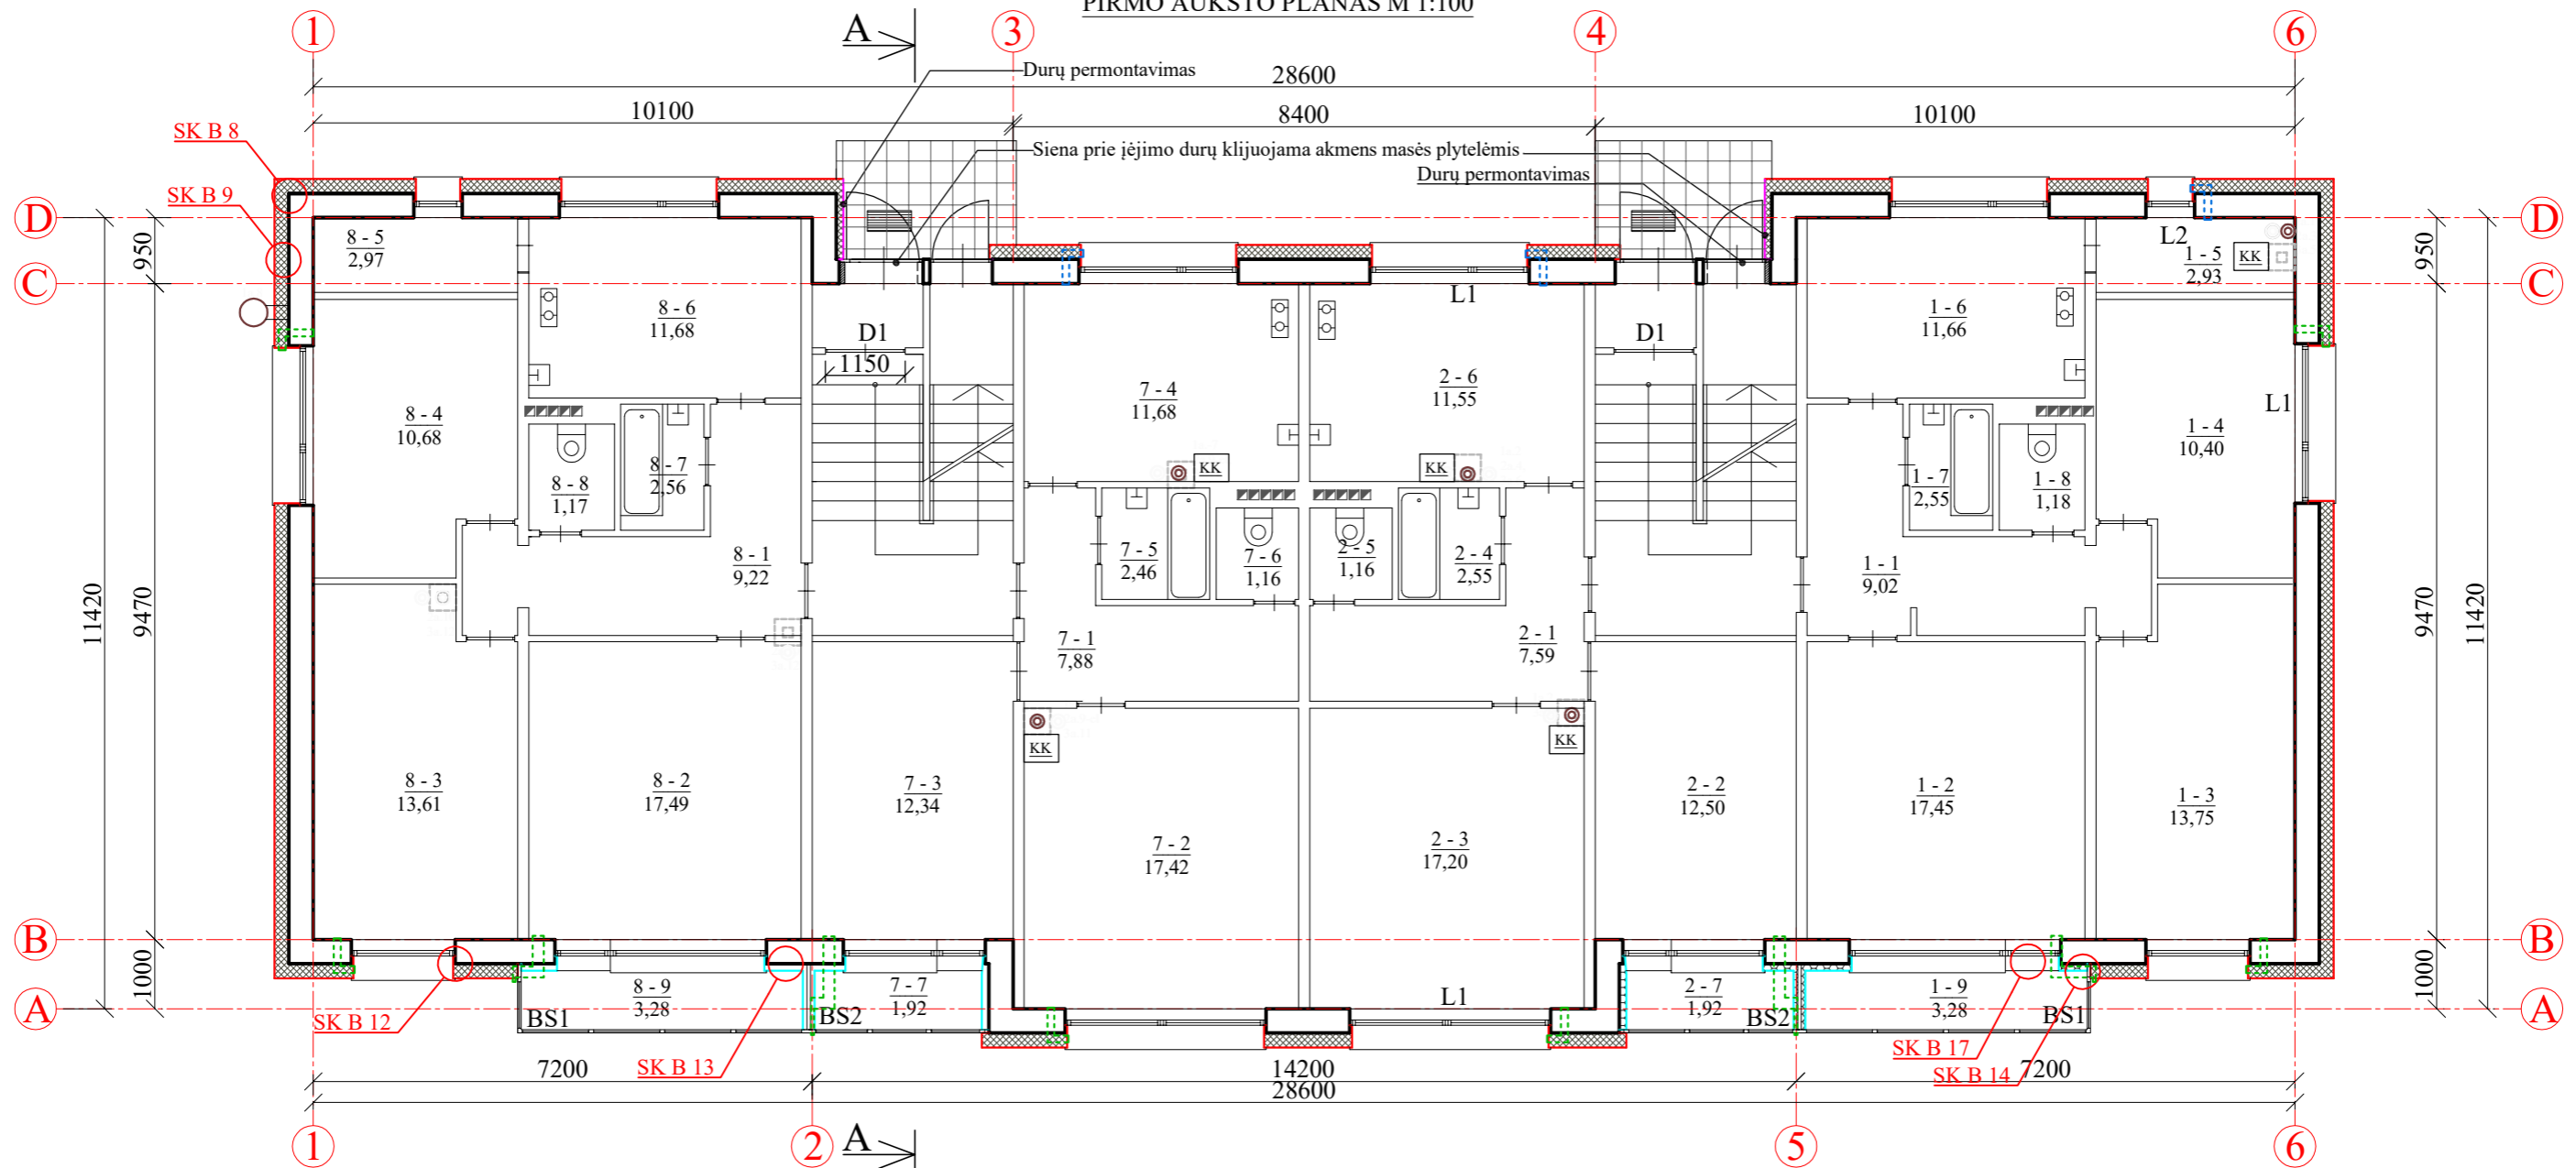 PIRMO AUKŠTO PLANAS M 1:100
1
A
3
4
6
Durų permontavimas
28600
10100
8400
10100
SK B 8
Siena prie įėjimo durų klijuojama akmens masės plytelėmis
Durų permontavimas
SK B 9
D
D
8 - 5
2,97
L2
1 - 5
2,93
KK
950
950
C
C
L1
8 - 6
11,68
1 - 6
11,66
D1
D1
1150
7 - 4
11,68
2 - 6
11,55
8 - 4
10,68
L1
1 - 4
10,40
KK
KK
8 - 7
2,56
8 - 8
1,17
1 - 7
2,55
1 - 8
1,18
7 - 5
2,46
7 - 6
1,16
2 - 5
1,16
2 - 4
2,55
8 - 1
9,22
1 - 1
9,02
11420
9470
9470
11420
7 - 1
7,88
2 - 1
7,59
KK
KK
8 - 3
13,61
8 - 2
17,49
7 - 3
12,34
2 - 2
12,50
1 - 2
17,45
1 - 3
13,75
7 - 2
17,42
2 - 3
17,20
B
B
1000
1000
8 - 9
3,28
7 - 7
1,92
2 - 7
1,92
1 - 9
3,28
A
A
L1
SK B 12
BS1
BS2
BS2
BS1
SK B 13
SK B 17
SK B 14
7200
14200
7200
28600
1
2
A
5
6